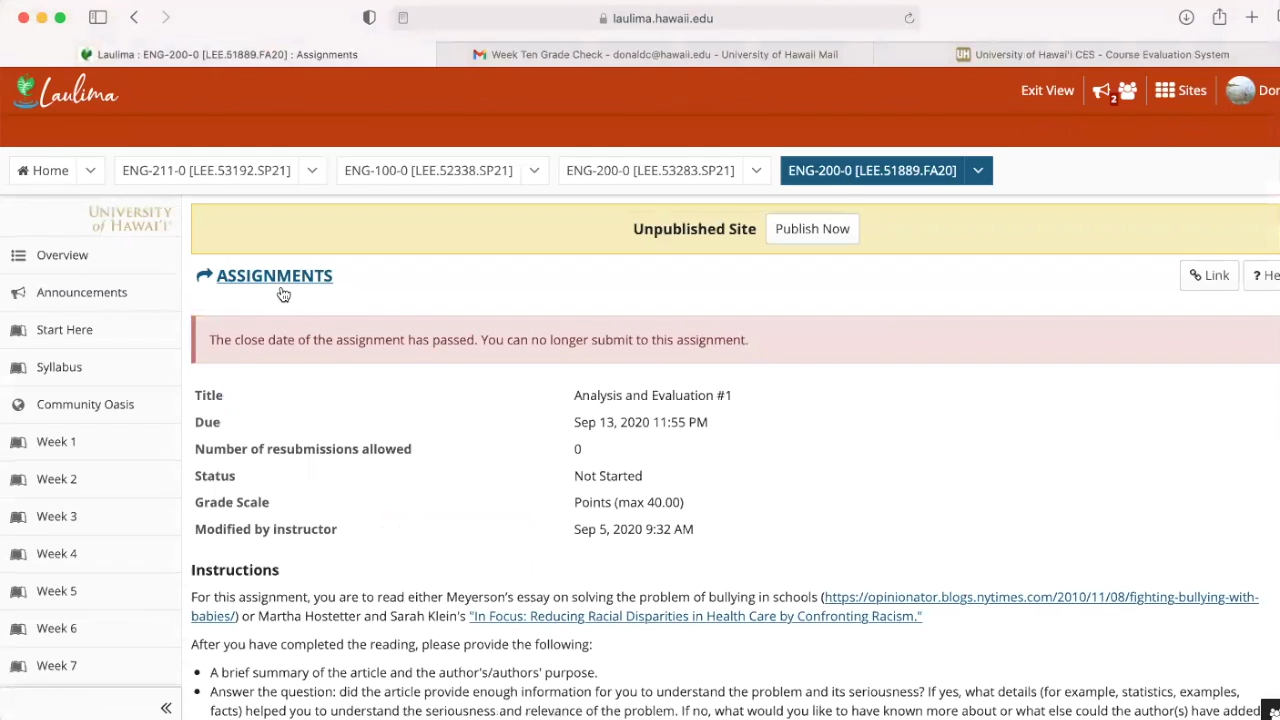 laulima.hawaii.edu
Laulima : ENG-200-0 [LEE.51889.FA20] : Assignments
Week Ten Grade Check - donaldc@hawaii.edu - University of Hawaii Mail
UH University of Hawai'i CES - Course Evaluation System
Laulima
Exit View
2
Sites
Don
Home
ENG-211-0 [LEE.53192.SP21]
ENG-100-0 [LEE.52338.SP21]
ENG-200-0 [LEE.53283.SP21]
ENG-200-0 [LEE.51889.FA20]
UNIVERSITY
of HAWAI'I
Overview
Announcements
Start Here
Syllabus
Community Oasis
Week 1
Week 2
Week 3
Week 4
Week 5
Week 6
Week 7
Unpublished Site Publish Now
ASSIGNMENTS
Link
? He
The close date of the assignment has passed. You can no longer submit to this assignment.
Title Analysis and Evaluation #1
Due Sep 13, 2020 11:55 PM
Number of resubmissions allowed 0
Status Not Started
Grade Scale Points (max 40.00)
Modified by instructor Sep 5, 2020 9:32 AM
Instructions
For this assignment, you are to read either Meyerson's essay on solving the problem of bullying in schools (https://opinionator.blogs.nytimes.com/2010/11/08/fighting-bullying-with-
babies/) or Martha Hostetter and Sarah Klein's "In Focus: Reducing Racial Disparities in Health Care by Confronting Racism."
After you have completed the reading, please provide the following:
• A brief summary of the article and the author's/authors' purpose.
• Answer the question: did the article provide enough information for you to understand the problem and its seriousness? If yes, what details (for example, statistics, examples,
facts) helped you to understand the seriousness and relevance of the problem. If no, what would you like to have known more about or what else could the author(s) have added